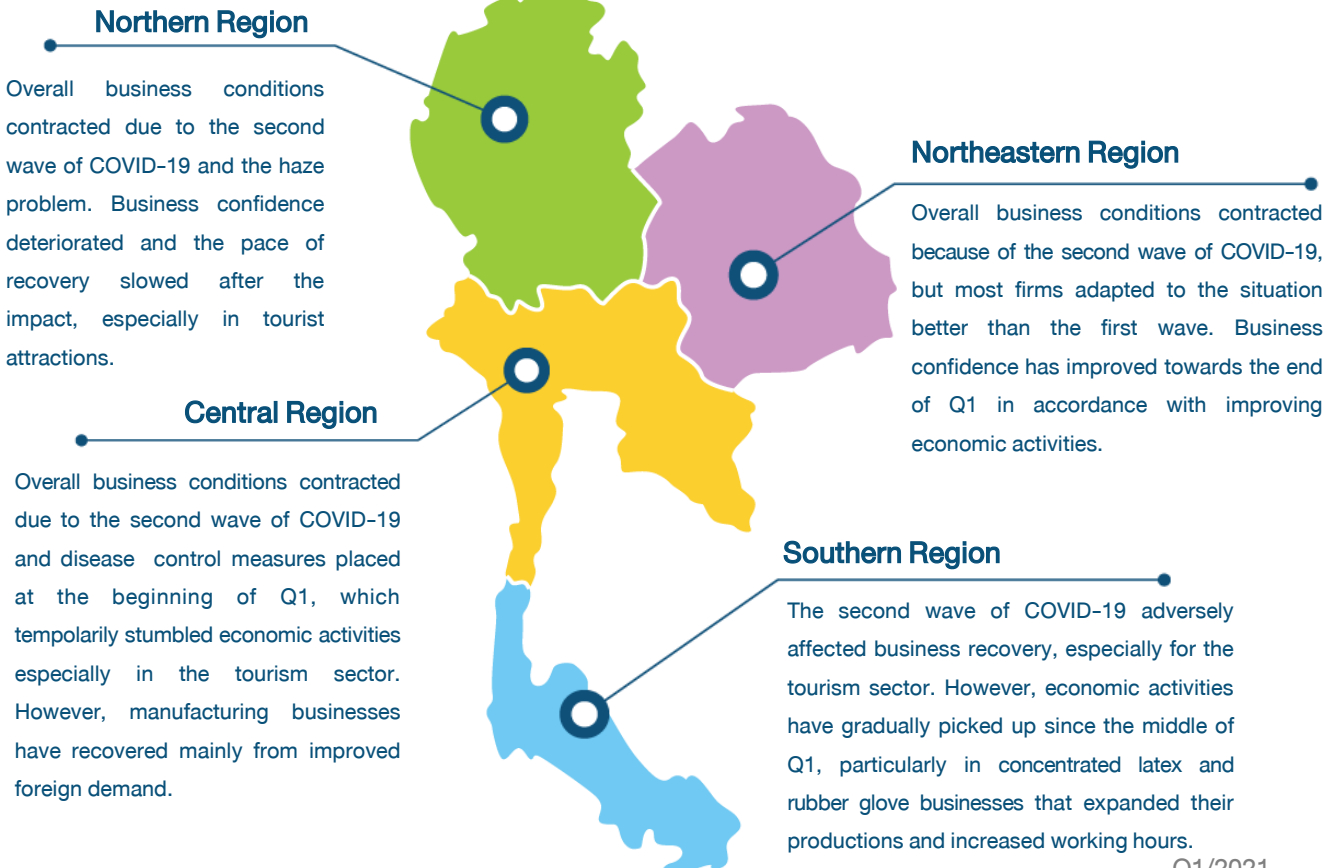 Northern Region
Overall business conditions
contracted due to the second
wave of COVID-19 and the haze
problem. Business confidence
deteriorated and the pace of
recovery slowed after the
impact, especially in tourist
attractions.
Northeastern Region
Overall business conditions contracted
because of the second wave of COVID-19,
but most firms adapted to the situation
better than the first wave. Business
confidence has improved towards the end
of Q1 in accordance with improving
economic activities.
Central Region
Overall business conditions contracted
due to the second wave of COVID-19
and disease control measures placed
at the beginning of Q1, which
tempolarily stumbled economic activities
especially in the tourism sector.
However, manufacturing businesses
have recovered mainly from improved
foreign demand.
Southern Region
The second wave of COVID-19 adversely
affected business recovery, especially for the
tourism sector. However, economic activities
have gradually picked up since the middle of
Q1, particularly in concentrated latex and
rubber glove businesses that expanded their
productions and increased working hours.
Q1/2021